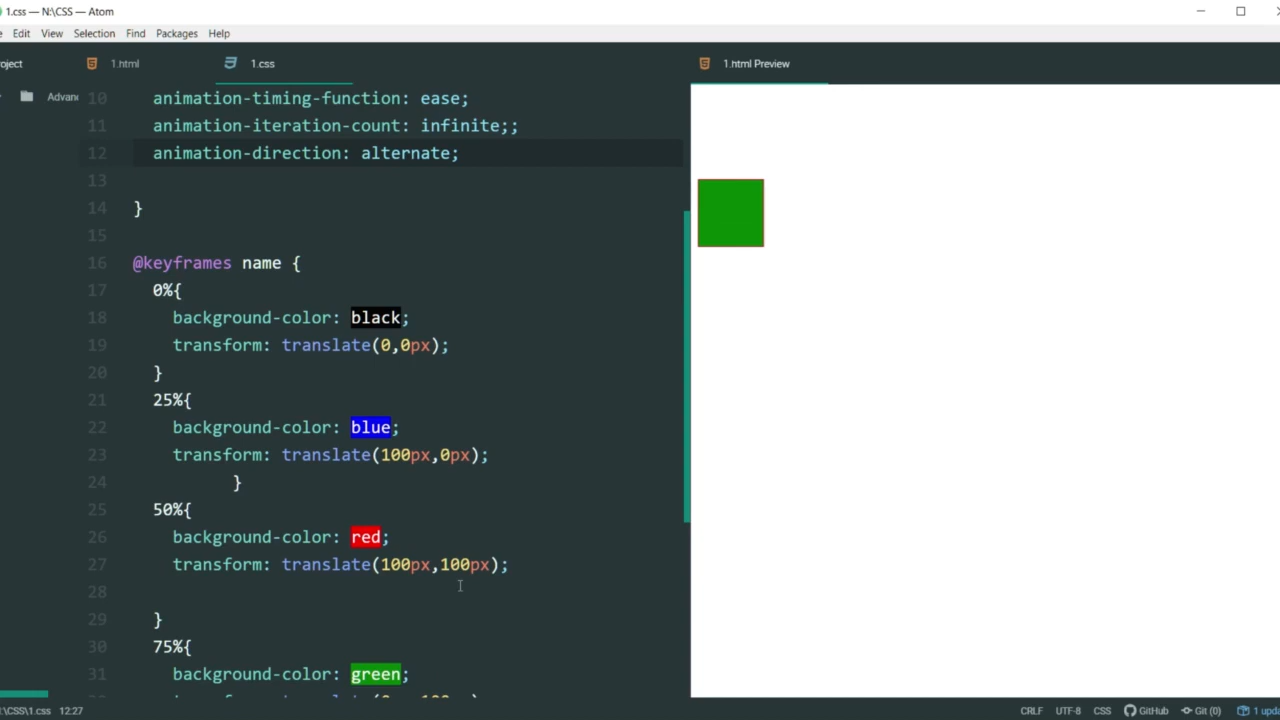 1.css — N:\CSS — Atom
Edit View Selection Find Packages Help
oject
1.html
1.css
1.html Preview
Advan
10 animation-timing-function: ease;
11 animation-iteration-count: infinite;;
12 animation-direction: alternate;
13
14 }
15
16 @keyframes name {
17 0%{
18 background-color: black;
19 transform: translate(0,0px);
20 }
21 25%{
22 background-color: blue;
23 transform: translate(100px,0px);
24 }
25 50%{
26 background-color: red;
27 transform: translate(100px,100px);
28
29 }
30 75%{
31 background-color: green;
\CSS\1.css 12:27
CRLF UTF-8 CSS GitHub Git (0) 1 upda